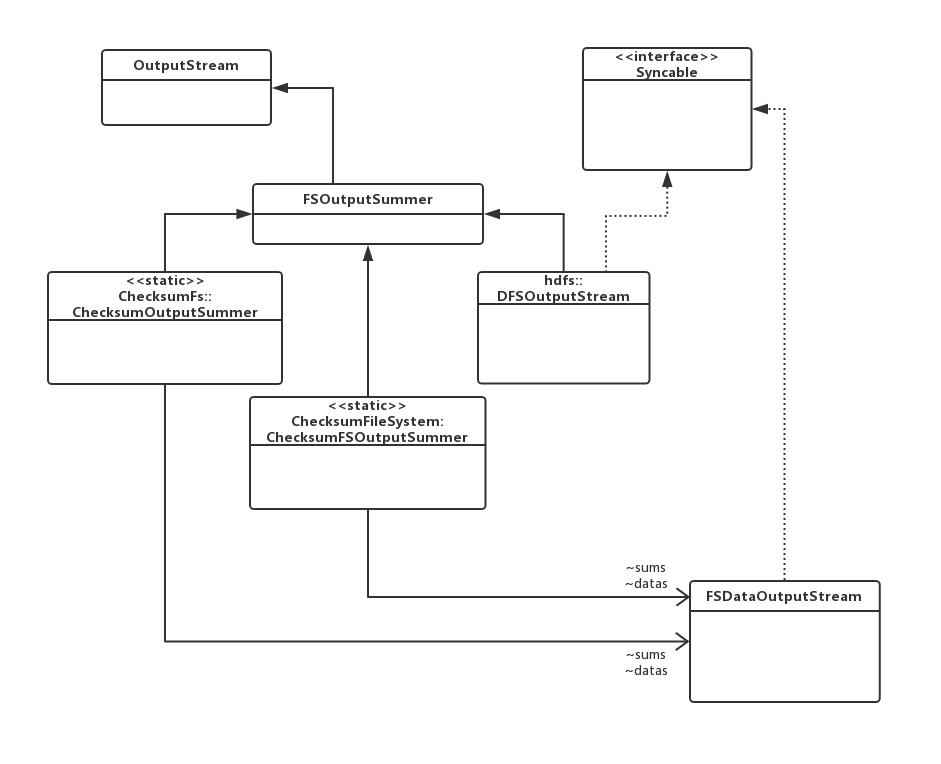 OutputStream
<<interface>>
Syncable
FSOutputSummer
<<static>>
ChecksumFs::
ChecksumOutputSummer
hdfs::
DFSOutputStream
<<static>>
ChecksumFileSystem:
ChecksumFSOutputSummer
~sums
~datas
FSDataOutputStream
~sums
~datas